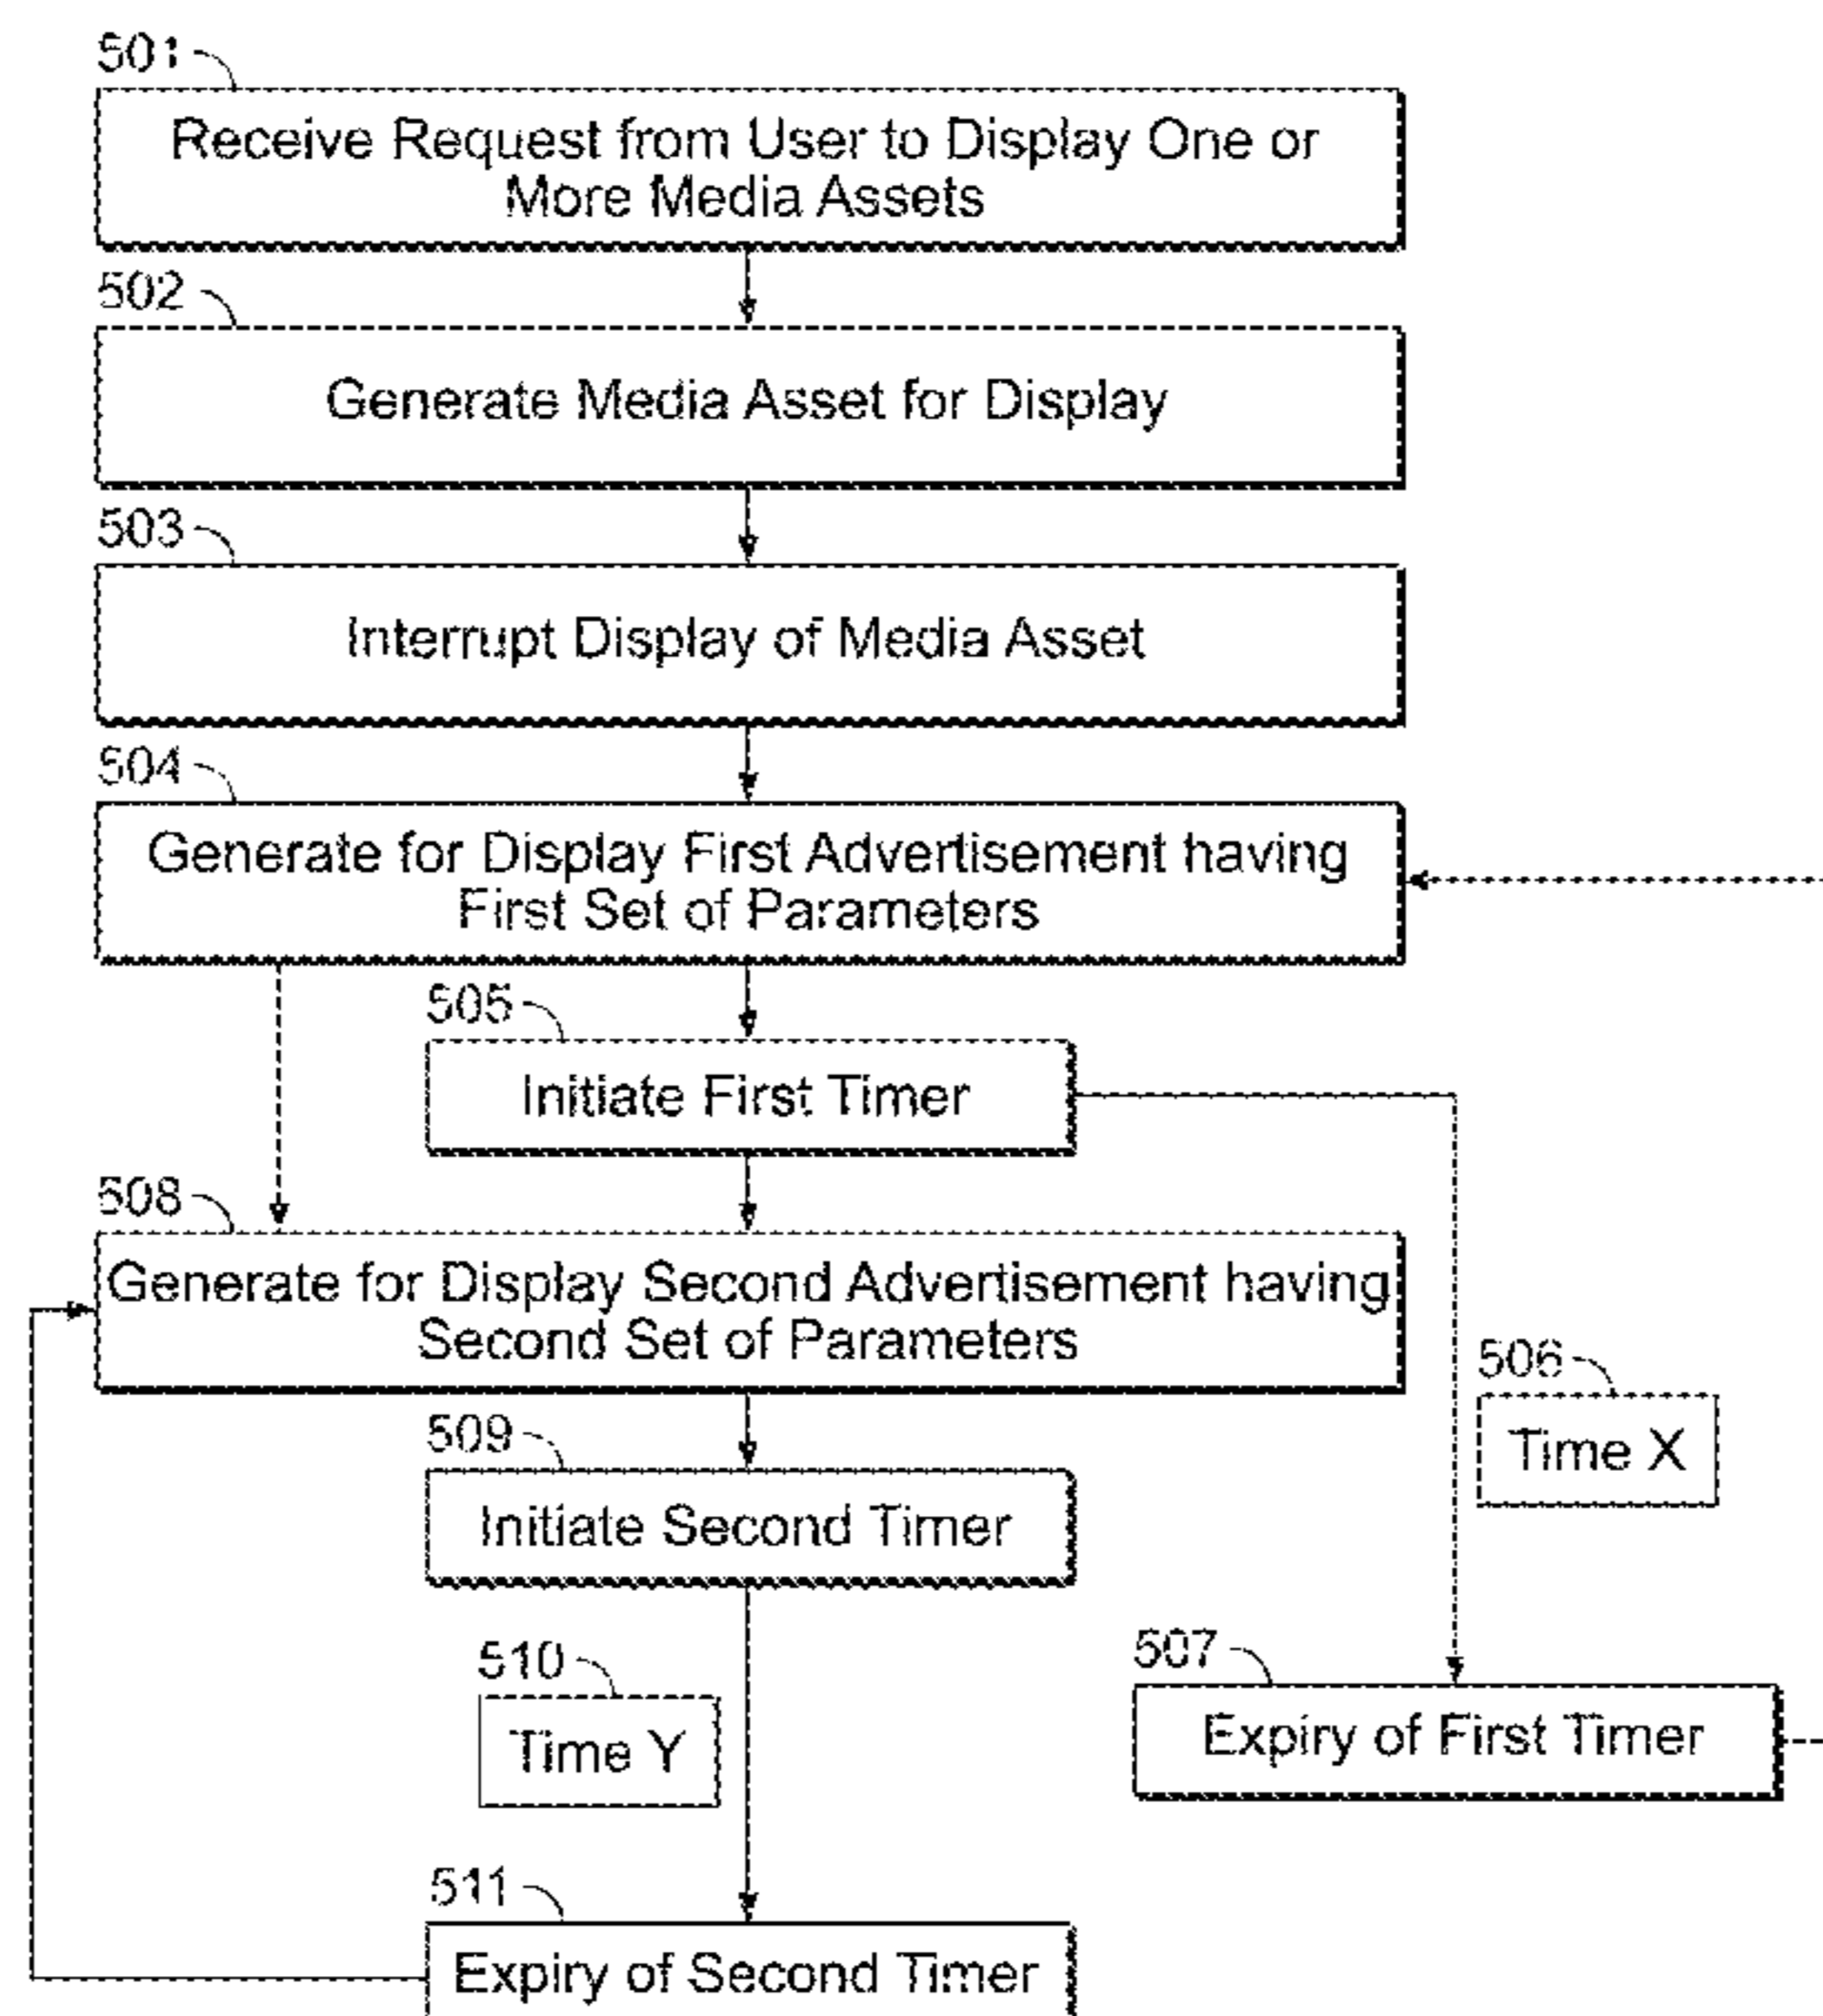 501
Receive Request from User to Display One or
More Media Assets
502
Generate Media Asset for Display
503
Interrupt Display of Media Asset
504
Generate for Display First Advertisement having
First Set of Parameters
505
Initiate First Timer
508
Generate for Display Second Advertisement having
Second Set of Parameters
506
Time X
509
Initiate Second Timer
510
Time Y
507
Expiry of First Timer
511
Expiry of Second Timer